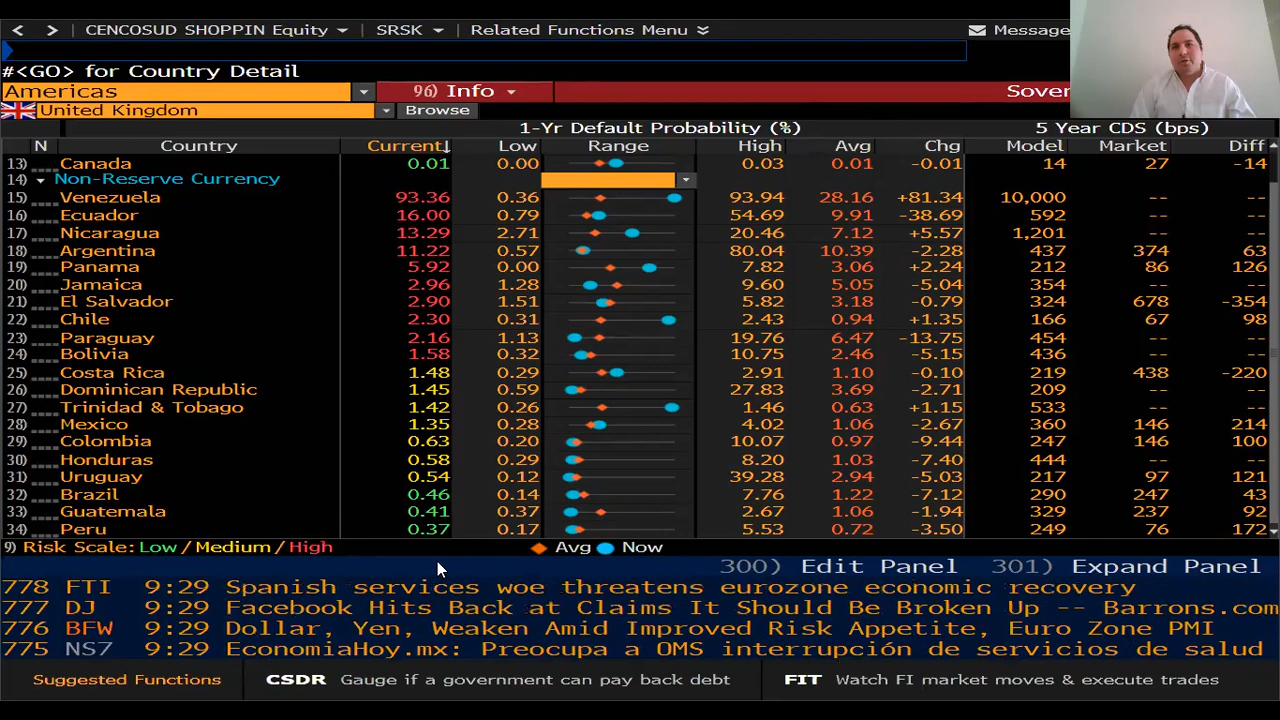 < > CENCOSUD SHOPPIN Equity SRSK Related Functions Menu Message
#<GO> for Country Detail
Americas 96) Info Sover
United Kingdom Browse
1-Yr Default Probability (%) 5 Year CDS (bps)
N Country Current↓ Low Range High Avg Chg Model Market Diff
13) Canada 0.01 0.00 0.03 0.01 -0.01 14 27 -14
14) Non-Reserve Currency
15) Venezuela 93.36 0.36 93.94 28.16 +81.34 10,000 -- --
16) Ecuador 16.00 0.79 54.69 9.91 -38.69 592 -- --
17) Nicaragua 13.29 2.71 20.46 7.12 +5.57 1,201 -- --
18) Argentina 11.22 0.57 80.04 10.39 -2.28 437 374 63
19) Panama 5.92 0.00 7.82 3.06 +2.24 212 86 126
20) Jamaica 2.96 1.28 9.60 5.05 -5.04 354 -- --
21) El Salvador 2.90 1.51 5.82 3.18 -0.79 324 678 -354
22) Chile 2.30 0.31 2.43 0.94 +1.35 166 67 98
23) Paraguay 2.16 1.13 19.76 6.47 -13.75 454 -- --
24) Bolivia 1.58 0.32 10.75 2.46 -5.15 436 -- --
25) Costa Rica 1.48 0.29 2.91 1.10 -0.10 219 438 -220
26) Dominican Republic 1.45 0.59 27.83 3.69 -2.71 209 -- --
27) Trinidad & Tobago 1.42 0.26 1.46 0.63 +1.15 533 -- --
28) Mexico 1.35 0.28 4.02 1.06 -2.67 360 146 214
29) Colombia 0.63 0.20 10.07 0.97 -9.44 247 146 100
30) Honduras 0.58 0.29 8.20 1.03 -7.40 444 -- --
31) Uruguay 0.54 0.12 39.28 2.94 -5.03 217 97 121
32) Brazil 0.46 0.14 7.76 1.22 -7.12 290 247 43
33) Guatemala 0.41 0.37 2.67 1.06 -1.94 329 237 92
34) Peru 0.37 0.17 5.53 0.72 -3.50 249 76 172
9) Risk Scale: Low / Medium / High Avg Now
300) Edit Panel 301) Expand Panel
778 FTI 9:29 Spanish services woe threatens eurozone economic recovery
777 DJ 9:29 Facebook Hits Back at Claims It Should Be Broken Up -- Barrons.com
776 BFW 9:29 Dollar, Yen, Weaken Amid Improved Risk Appetite, Euro Zone PMI
775 NS7 9:29 EconomiaHoy.mx: Preocupa a OMS interrupción de servicios de salud
Suggested Functions CSDR Gauge if a government can pay back debt FIT Watch FI market moves & execute trades